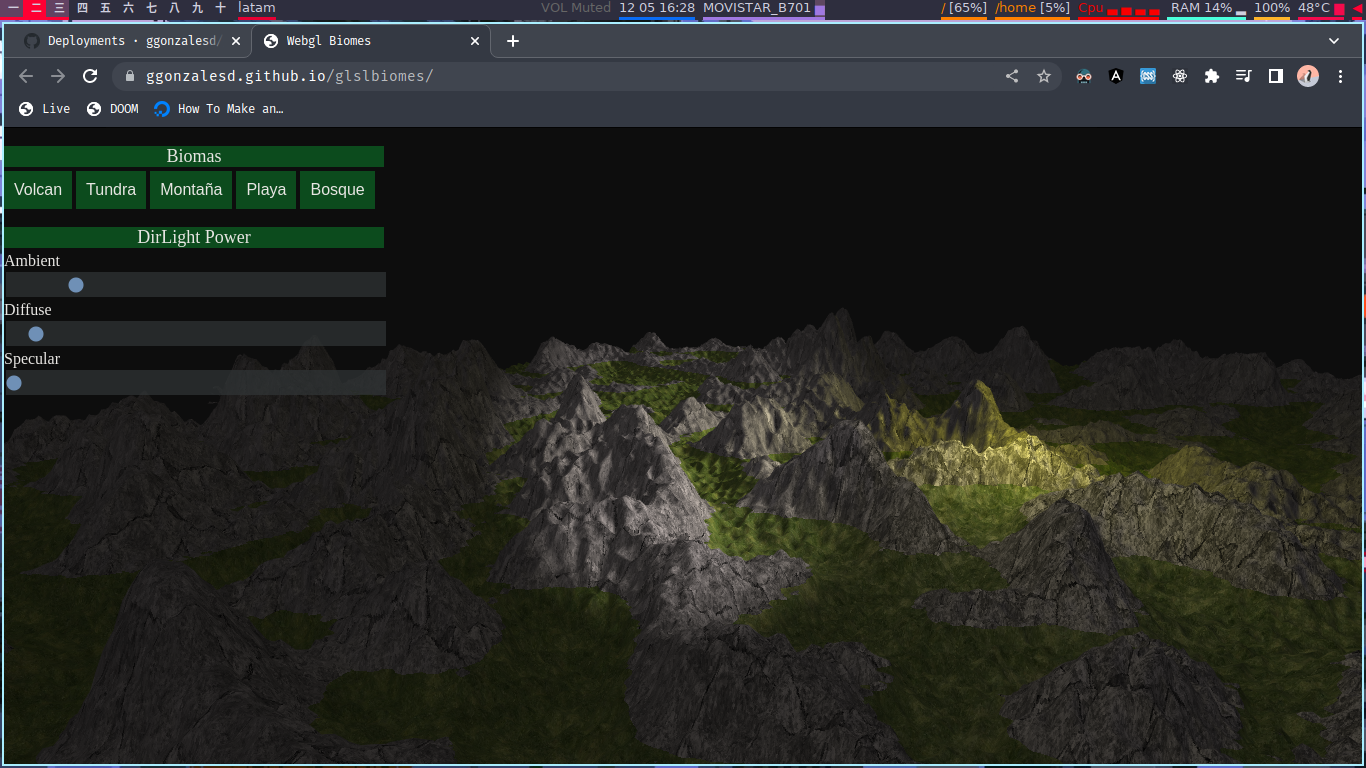 一 二 三 四 五 六 七 八 九 十 latam VOL Muted 12 05 16:28 MOVISTAR_B701 / [65%] /home [5%] Cpu RAM 14% 100% 48°C
Deployments · ggonzalesd/ Webgl Biomes
ggonzalesd.github.io/glslbiomes/
Live DOOM How To Make an…
Biomas
Volcan Tundra Montaña Playa Bosque
DirLight Power
Ambient
Diffuse
Specular